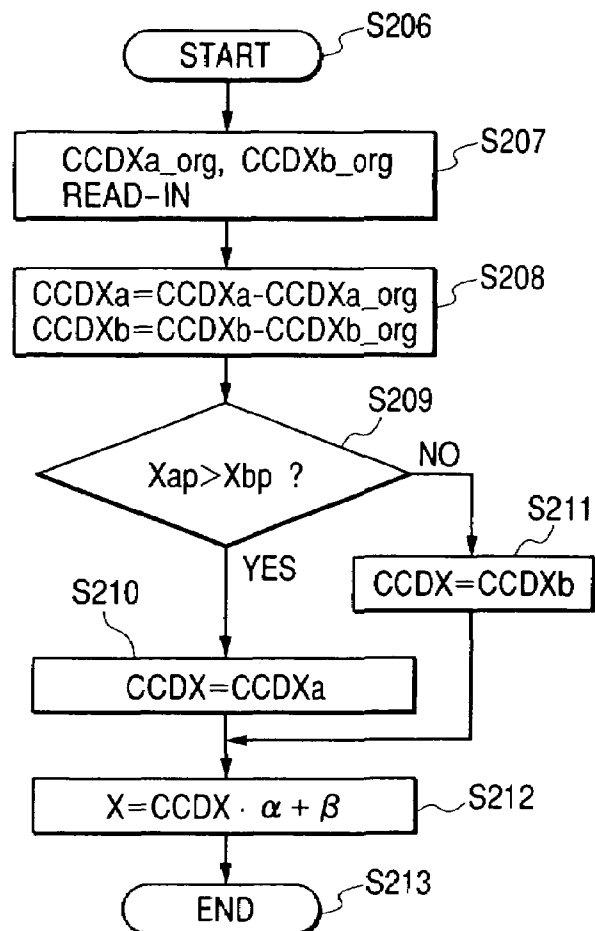 S206
START
S207
CCDXa_org, CCDXb_org
READ-IN
S208
CCDXa=CCDXa-CCDXa_org
CCDXb=CCDXb-CCDXb_org
S209
Xap>Xbp ?
NO
YES
S211
CCDX=CCDXb
S210
CCDX=CCDXa
X=CCDX · α + β
S212
END
S213